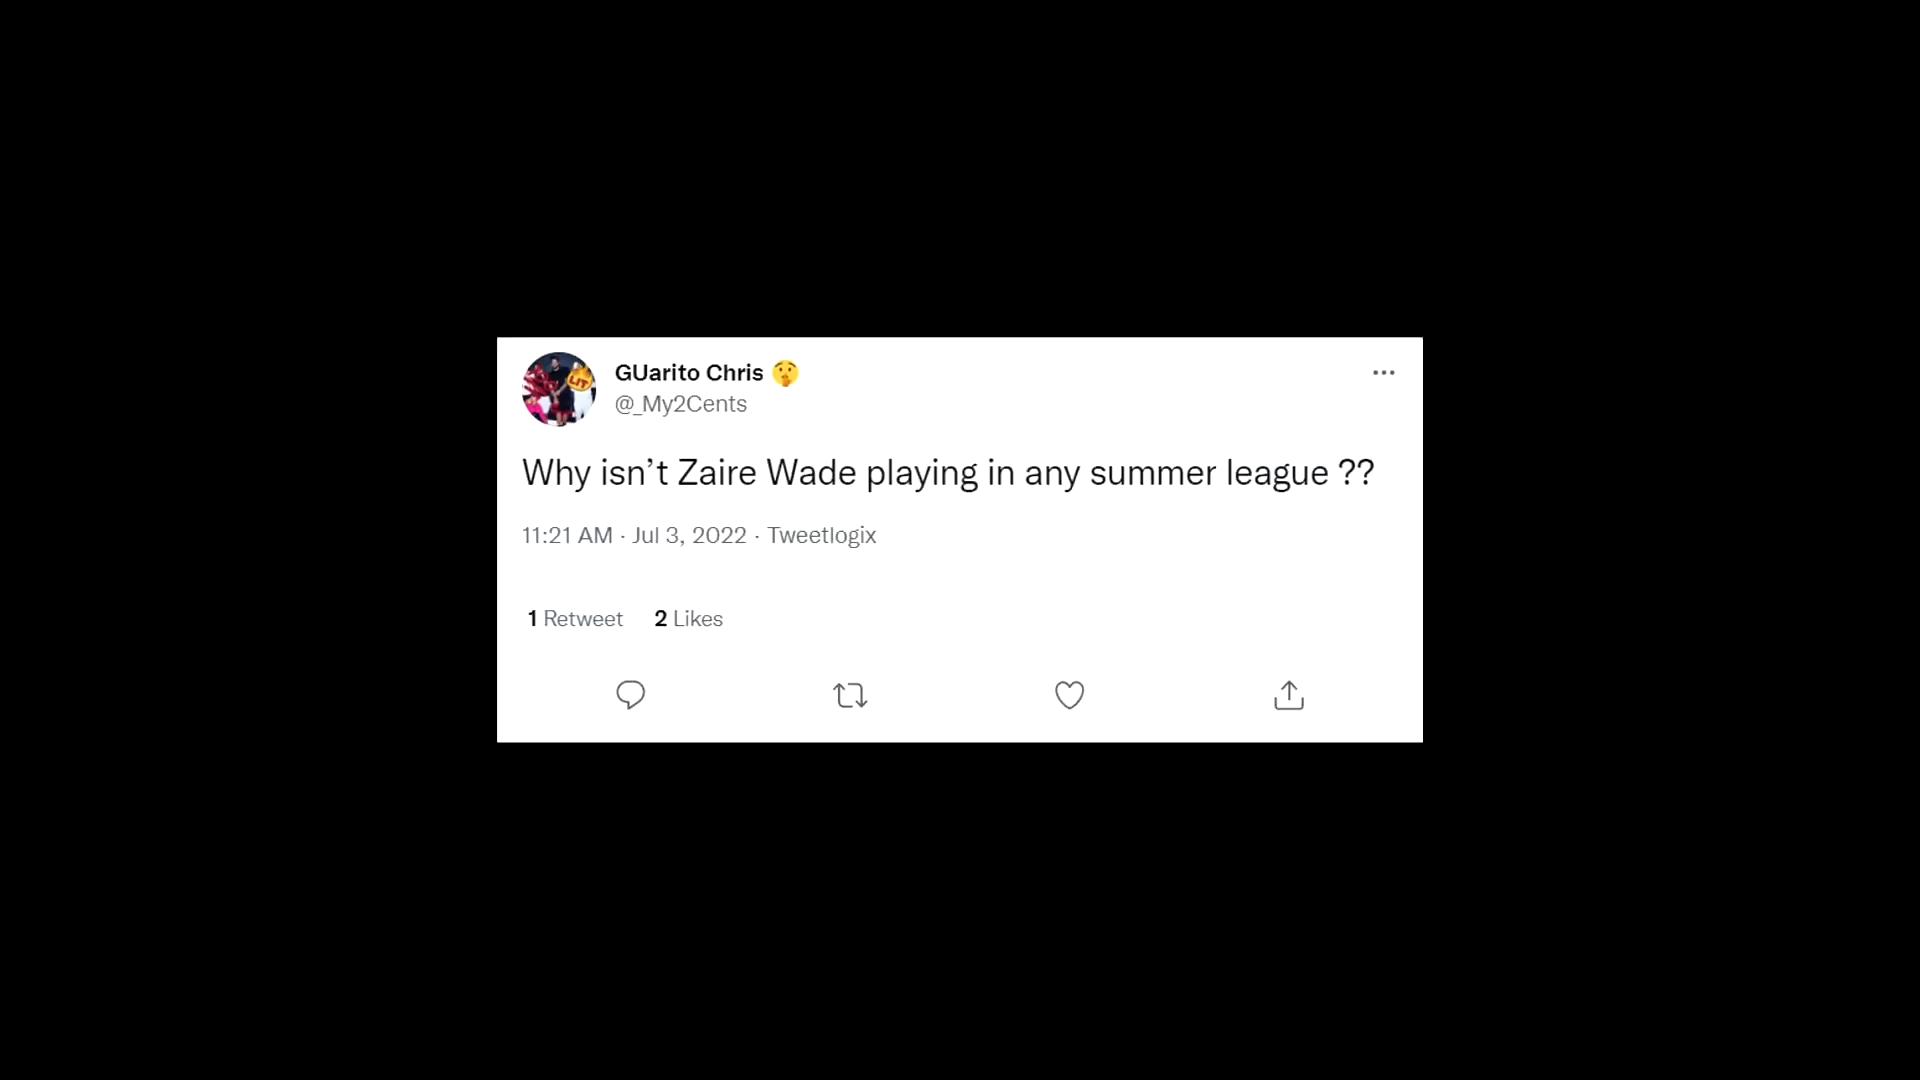 GUarito Chris 🤫
@_My2Cents
LIT
Why isn’t Zaire Wade playing in any summer league ??
11:21 AM · Jul 3, 2022 · Tweetlogix
1 Retweet 2 Likes